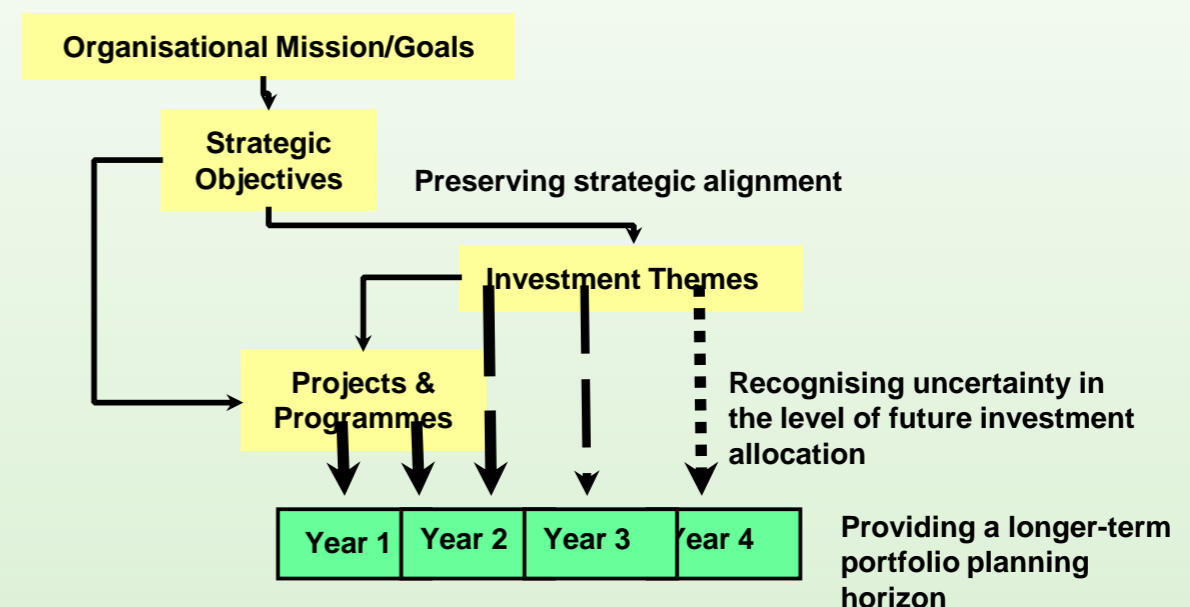 Organisational Mission/Goals
Strategic
Objectives
Preserving strategic alignment
Investment Themes
Projects &
Programmes
Recognising uncertainty in
the level of future investment
allocation
Year 1
Year 2
Year 3
Year 4
Providing a longer-term
portfolio planning
horizon